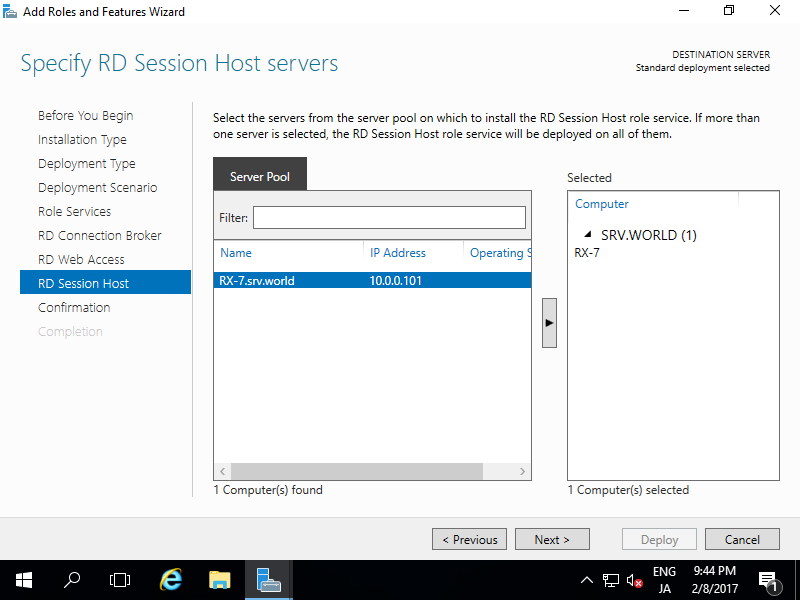 Add Roles and Features Wizard
Specify RD Session Host servers
DESTINATION SERVER
Standard deployment selected
Before You Begin
Installation Type
Deployment Type
Deployment Scenario
Role Services
RD Connection Broker
RD Web Access
RD Session Host
Confirmation
Completion
Select the servers from the server pool on which to install the RD Session Host role service. If more than
one server is selected, the RD Session Host role service will be deployed on all of them.
Server Pool
Filter:
Name IP Address Operating S
RX-7.srv.world 10.0.0.101
1 Computer(s) found
Selected
Computer
SRV.WORLD (1)
RX-7
1 Computer(s) selected
< Previous Next > Deploy Cancel
ENG
JA
9:44 PM
2/8/2017
1